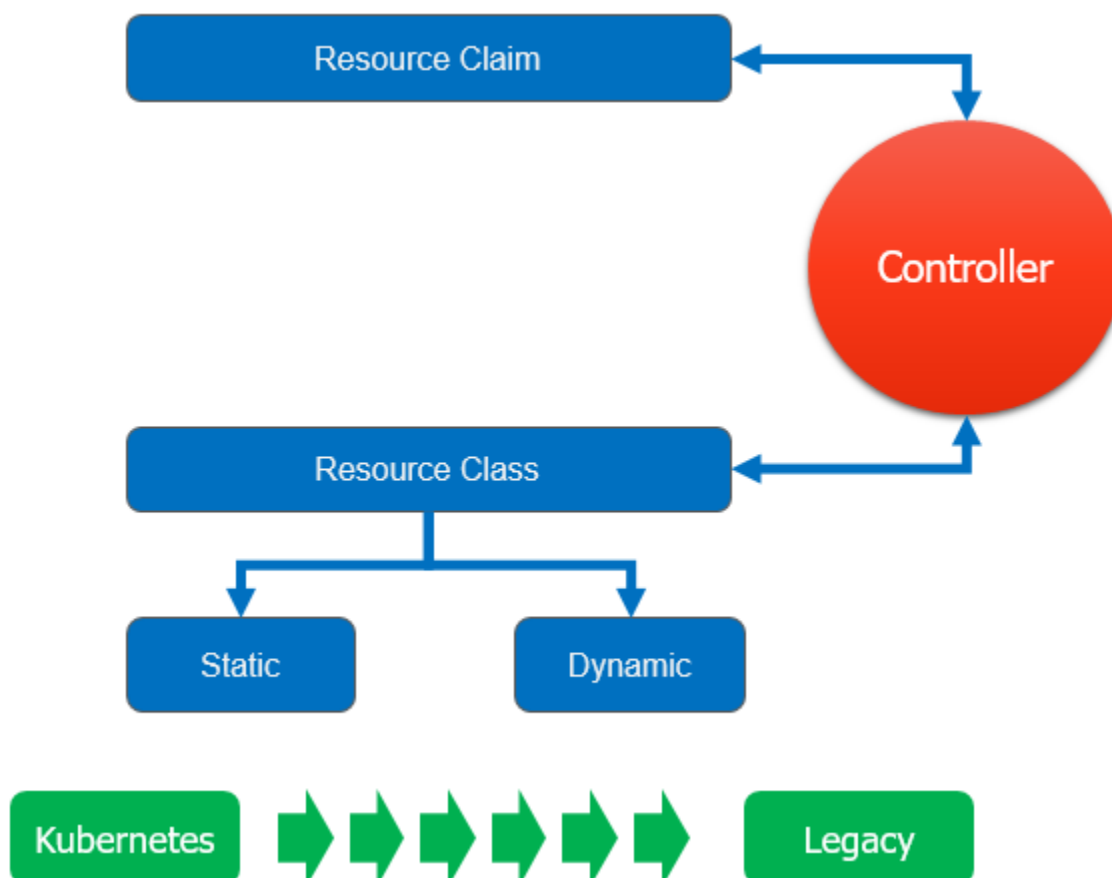 Resource Claim
Controller
Resource Class
Static
Dynamic
Kubernetes
Legacy